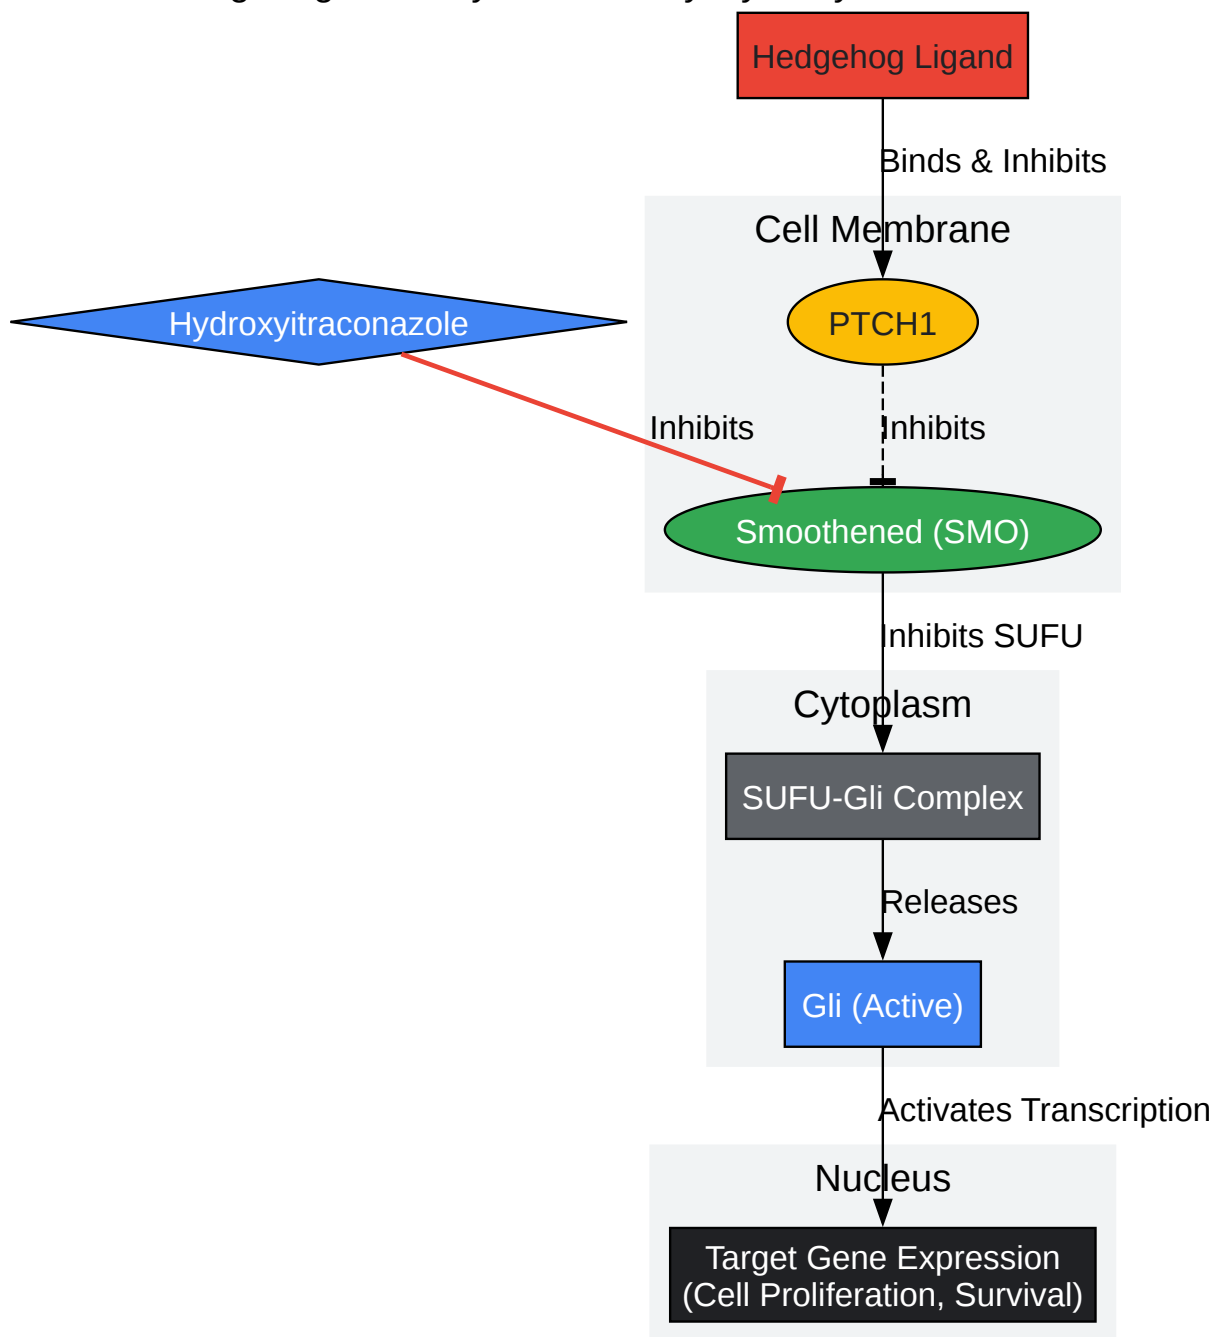 Hedgehog Ligand
Binds & Inhibits
Cell Membrane
Hydroxyitraconazole
PTCH1
Inhibits
Inhibits
Smoothened (SMO)
Inhibits SUFU
Cytoplasm
SUFU-Gli Complex
Releases
Gli (Active)
Activates Transcription
Nucleus
Target Gene Expression
(Cell Proliferation, Survival)